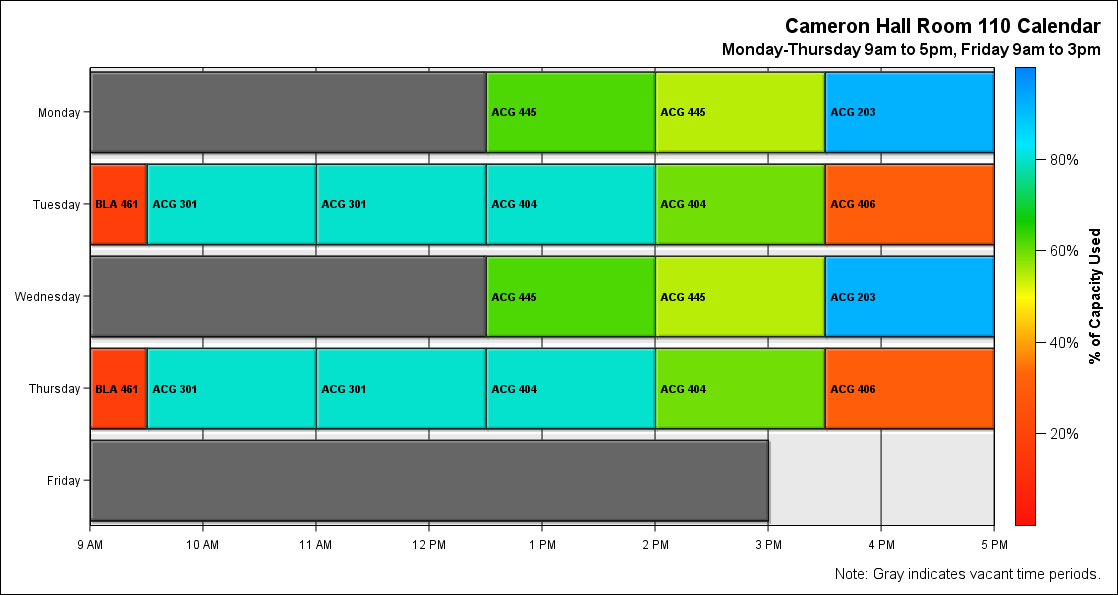 Cameron Hall Room 110 Calendar
Monday-Thursday 9am to 5pm, Friday 9am to 3pm
Monday
ACG 445
ACG 445
ACG 203
Tuesday
BLA 461
ACG 301
ACG 301
ACG 404
ACG 404
ACG 406
Wednesday
ACG 445
ACG 445
ACG 203
Thursday
BLA 461
ACG 301
ACG 301
ACG 404
ACG 404
ACG 406
Friday
9 AM
10 AM
11 AM
12 PM
1 PM
2 PM
3 PM
4 PM
5 PM
80%
60%
40%
20%
% of Capacity Used
Note: Gray indicates vacant time periods.